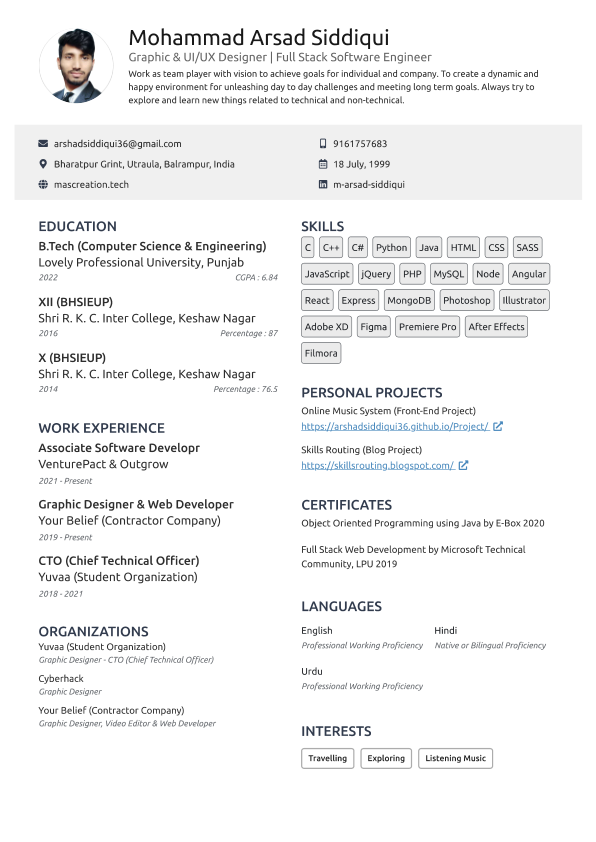 Mohammad Arsad Siddiqui
Graphic & UI/UX Designer | Full Stack Software Engineer
Work as team player with vision to achieve goals for individual and company. To create a dynamic and
happy environment for unleashing day to day challenges and meeting long term goals. Always try to
explore and learn new things related to technical and non-technical.
arshadsiddiqui36@gmail.com
9161757683
Bharatpur Grint, Utraula, Balrampur, India
18 July, 1999
mascreation.tech
m-arsad-siddiqui
EDUCATION
B.Tech (Computer Science & Engineering)
Lovely Professional University, Punjab
2022 CGPA : 6.84
XII (BHSIEUP)
Shri R. K. C. Inter College, Keshaw Nagar
2016 Percentage : 87
X (BHSIEUP)
Shri R. K. C. Inter College, Keshaw Nagar
2014 Percentage : 76.5
WORK EXPERIENCE
Associate Software Developr
VenturePact & Outgrow
2021 - Present
Graphic Designer & Web Developer
Your Belief (Contractor Company)
2019 - Present
CTO (Chief Technical Officer)
Yuvaa (Student Organization)
2018 - 2021
ORGANIZATIONS
Yuvaa (Student Organization)
Graphic Designer - CTO (Chief Technical Officer)
Cyberhack
Graphic Designer
Your Belief (Contractor Company)
Graphic Designer, Video Editor & Web Developer
SKILLS
C C++ C# Python Java HTML CSS SASS
JavaScript jQuery PHP MySQL Node Angular
React Express MongoDB Photoshop Illustrator
Adobe XD Figma Premiere Pro After Effects
Filmora
PERSONAL PROJECTS
Online Music System (Front-End Project)
https://arshadsiddiqui36.github.io/Project/
Skills Routing (Blog Project)
https://skillsrouting.blogspot.com/
CERTIFICATES
Object Oriented Programming using Java by E-Box 2020
Full Stack Web Development by Microsoft Technical
Community, LPU 2019
LANGUAGES
English Hindi
Professional Working Proficiency Native or Bilingual Proficiency
Urdu
Professional Working Proficiency
INTERESTS
Travelling Exploring Listening Music